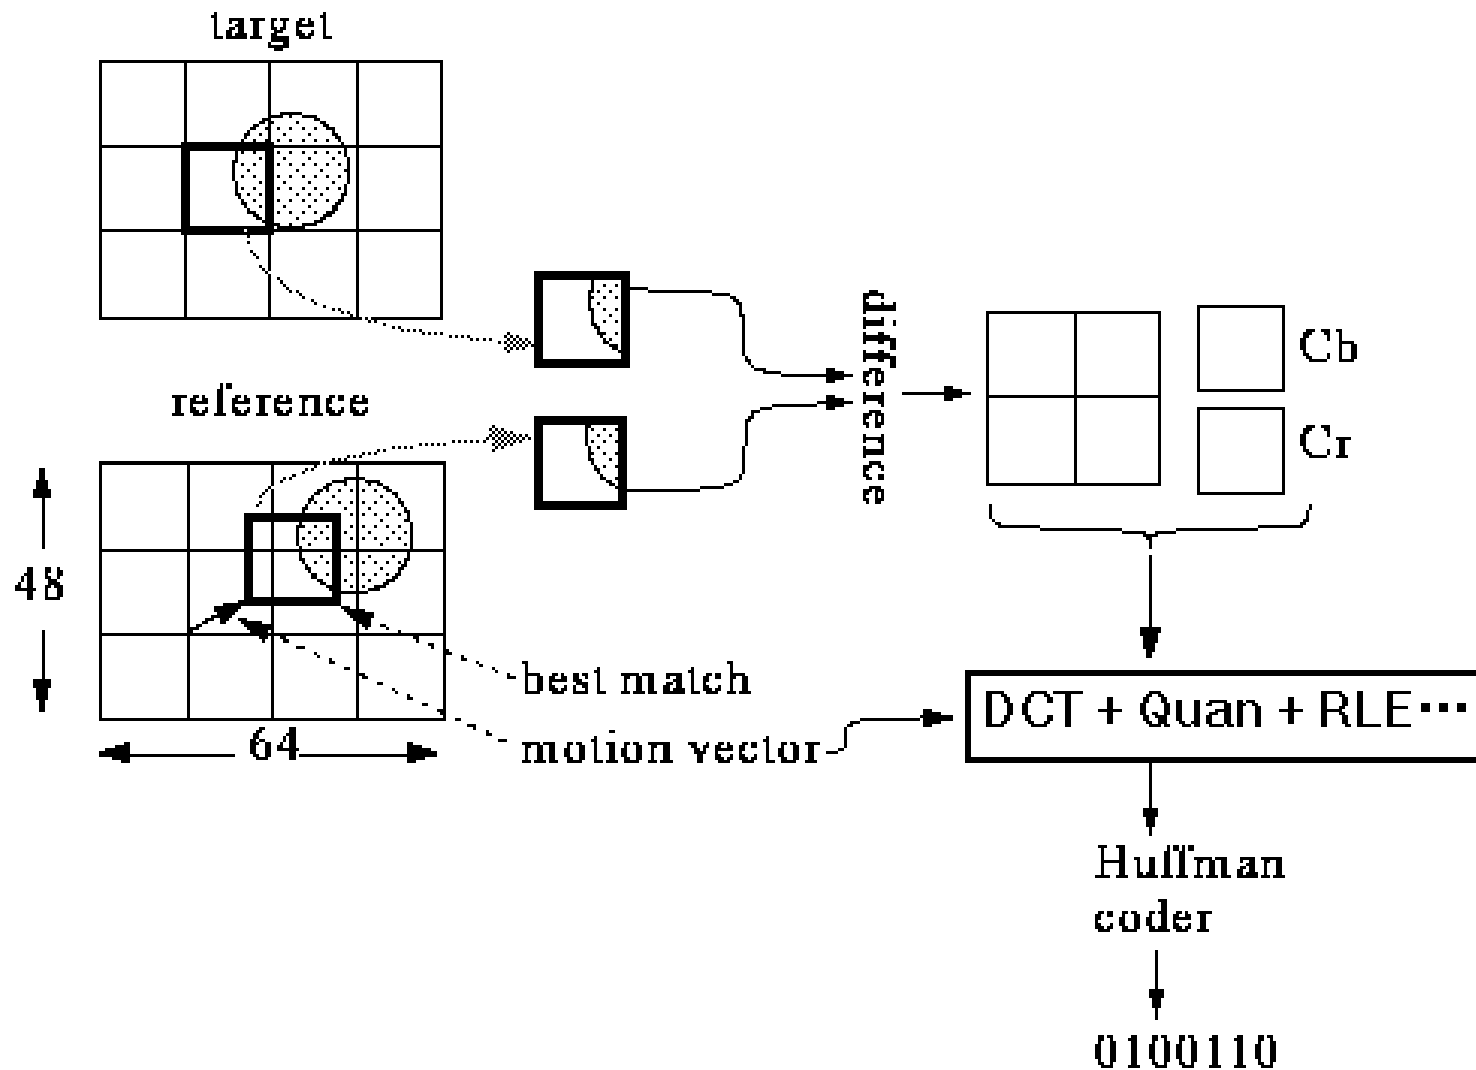 target
reference
48
64
best match
motion vector
difference
Cb
Cr
DCT + Quan + RLE···
Huffman
coder
0100110